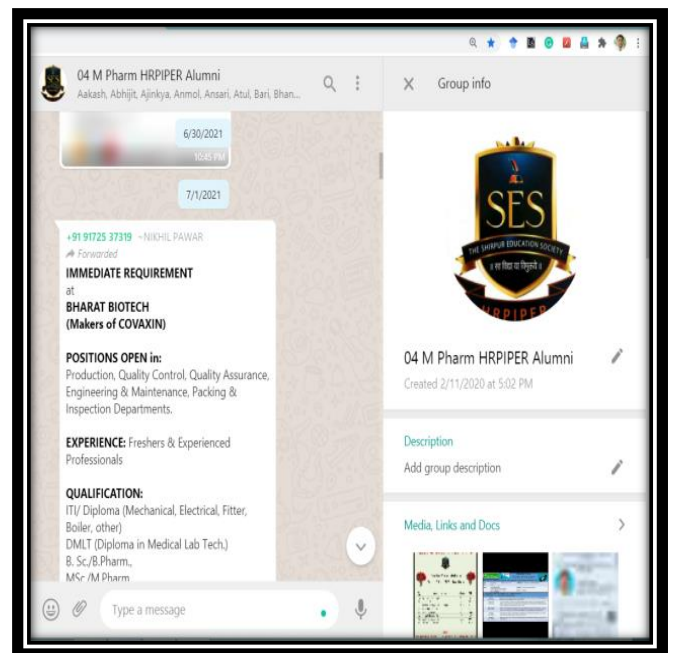 04 M Pharm HRPIPER Alumni
Aakash, Abhijit, Ajinkya, Anmol, Ansari, Atul, Bari, Bhan...
6/30/2021
10:45 PM
7/1/2021
+91 91725 37319 ~NIKHIL PAWAR
Forwarded
IMMEDIATE REQUIREMENT
at
BHARAT BIOTECH
(Makers of COVAXIN)
POSITIONS OPEN in:
Production, Quality Control, Quality Assurance,
Engineering & Maintenance, Packing &
Inspection Departments.
EXPERIENCE: Freshers & Experienced
Professionals
QUALIFICATION:
ITI/ Diploma (Mechanical, Electrical, Fitter,
Boiler, other)
DMLT (Diploma in Medical Lab Tech.)
B. Sc./B.Pharm.,
MSc /M Pharm
Type a message
Group info
SES
THE SHIRPUR EDUCATION SOCIETY
॥ सा विद्या या विमुक्तये ॥
HRPIPER
04 M Pharm HRPIPER Alumni
Created 2/11/2020 at 5:02 PM
Description
Add group description
Media, Links and Docs